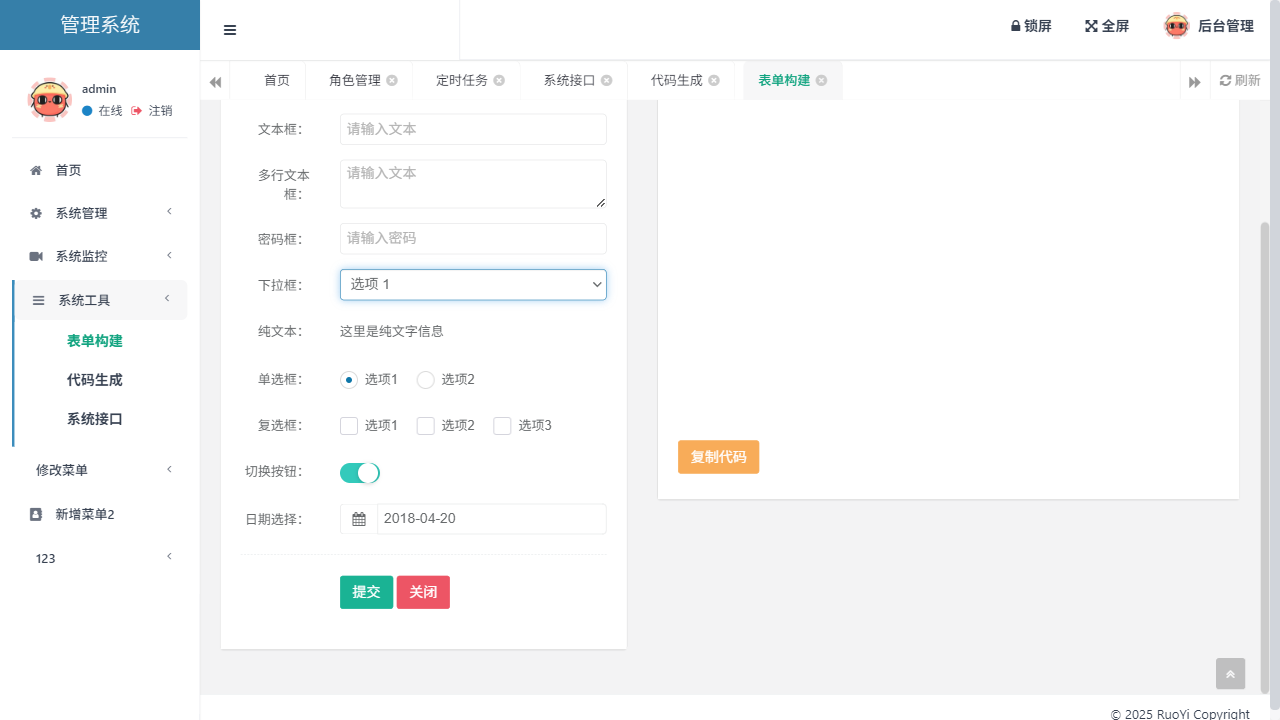 管理系统
锁屏
全屏
后台管理
首页
角色管理
定时任务
系统接口
代码生成
表单构建
刷新
admin
在线
注销
首页
系统管理
系统监控
系统工具
表单构建
代码生成
系统接口
修改菜单
新增菜单2
123
文本框：
请输入文本
多行文本框：
请输入文本
密码框：
请输入密码
下拉框：
选项 1
纯文本：
这里是纯文字信息
单选框：
选项1
选项2
复选框：
选项1
选项2
选项3
切换按钮：
日期选择：
2018-04-20
提交
关闭
复制代码
© 2025 RuoYi Copyright